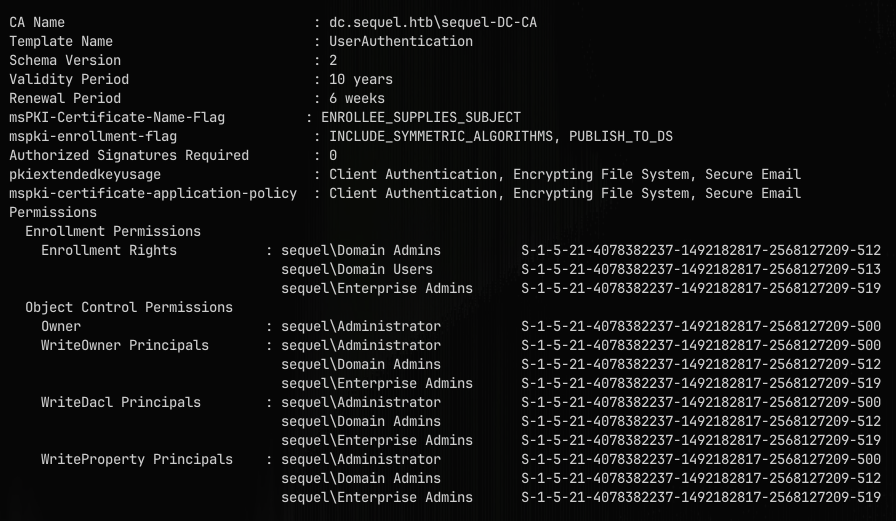 CA Name                               : dc.sequel.htb\sequel-DC-CA
Template Name                         : UserAuthentication
Schema Version                        : 2
Validity Period                       : 10 years
Renewal Period                        : 6 weeks
msPKI-Certificate-Name-Flag          : ENROLLEE_SUPPLIES_SUBJECT
mspki-enrollment-flag                 : INCLUDE_SYMMETRIC_ALGORITHMS, PUBLISH_TO_DS
Authorized Signatures Required        : 0
pkiextendedkeyusage                   : Client Authentication, Encrypting File System, Secure Email
mspki-certificate-application-policy  : Client Authentication, Encrypting File System, Secure Email
Permissions
  Enrollment Permissions
    Enrollment Rights           : sequel\Domain Admins          S-1-5-21-4078382237-1492182817-2568127209-512
                                  sequel\Domain Users           S-1-5-21-4078382237-1492182817-2568127209-513
                                  sequel\Enterprise Admins      S-1-5-21-4078382237-1492182817-2568127209-519
  Object Control Permissions
    Owner                       : sequel\Administrator          S-1-5-21-4078382237-1492182817-2568127209-500
    WriteOwner Principals       : sequel\Administrator          S-1-5-21-4078382237-1492182817-2568127209-500
                                  sequel\Domain Admins          S-1-5-21-4078382237-1492182817-2568127209-512
                                  sequel\Enterprise Admins      S-1-5-21-4078382237-1492182817-2568127209-519
    WriteDacl Principals        : sequel\Administrator          S-1-5-21-4078382237-1492182817-2568127209-500
                                  sequel\Domain Admins          S-1-5-21-4078382237-1492182817-2568127209-512
                                  sequel\Enterprise Admins      S-1-5-21-4078382237-1492182817-2568127209-519
    WriteProperty Principals    : sequel\Administrator          S-1-5-21-4078382237-1492182817-2568127209-500
                                  sequel\Domain Admins          S-1-5-21-4078382237-1492182817-2568127209-512
                                  sequel\Enterprise Admins      S-1-5-21-4078382237-1492182817-2568127209-519